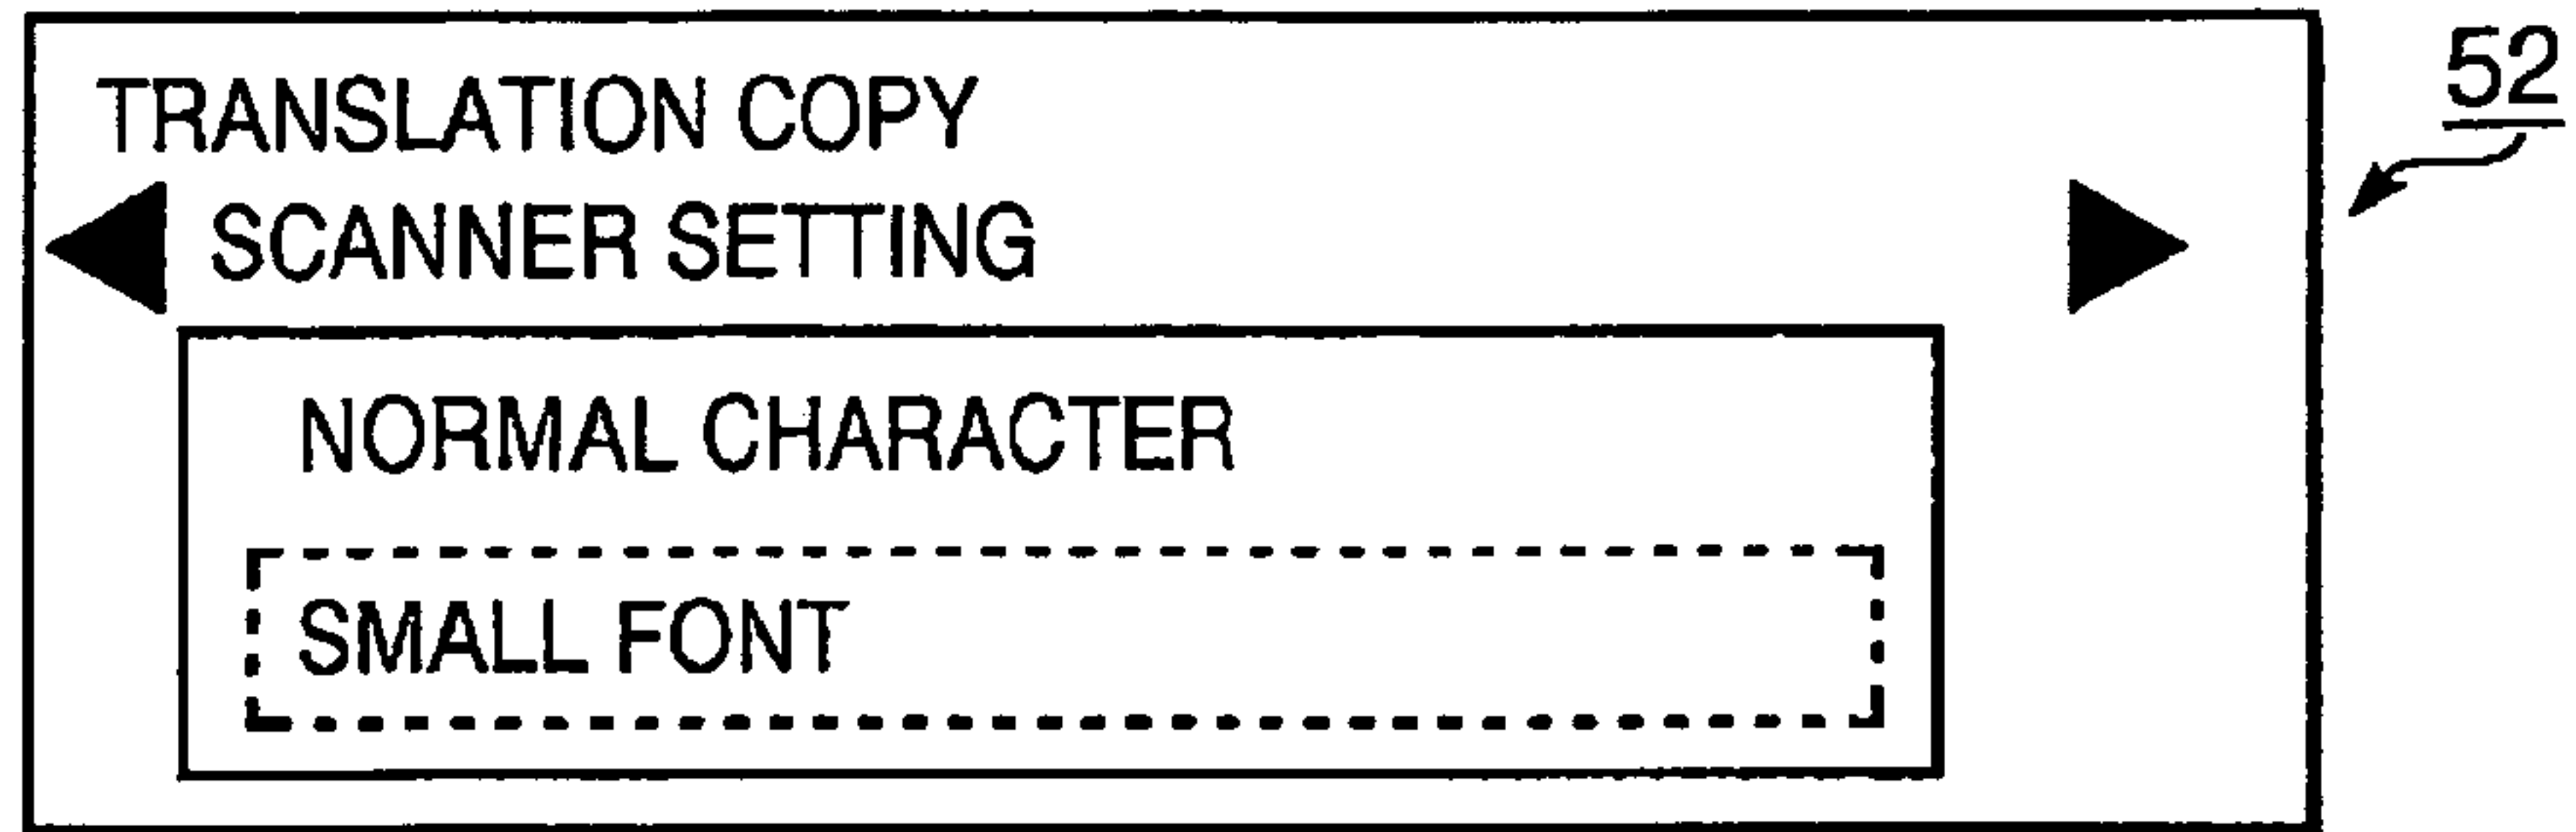 TRANSLATION COPY
52
SCANNER SETTING
NORMAL CHARACTER
SMALL FONT